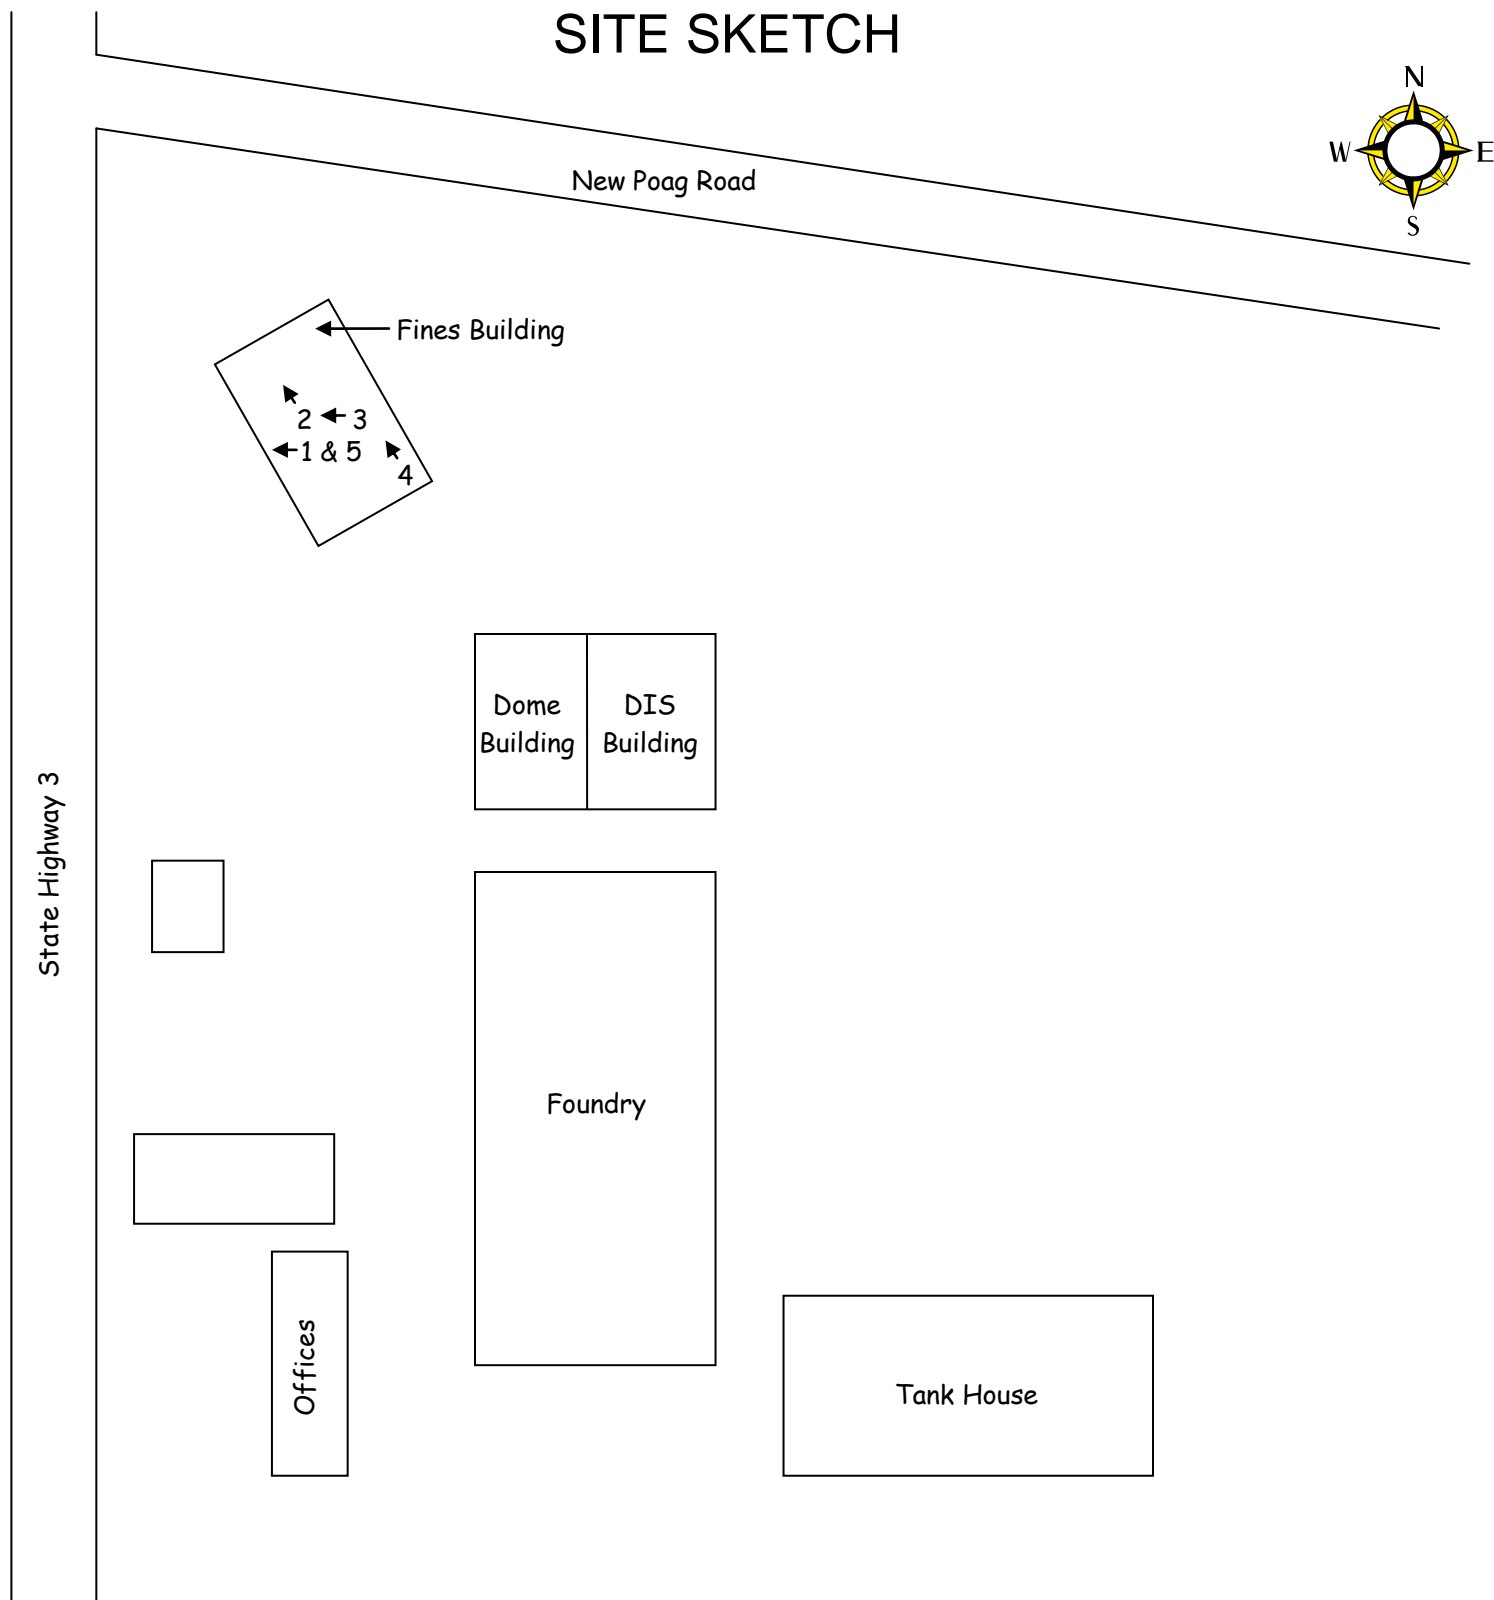 SITE SKETCH
N
W
E
S
New Poag Road
Fines Building
2
3
1 & 5
4
Dome
Building
DIS
Building
State Highway 3
Foundry
Offices
Tank House